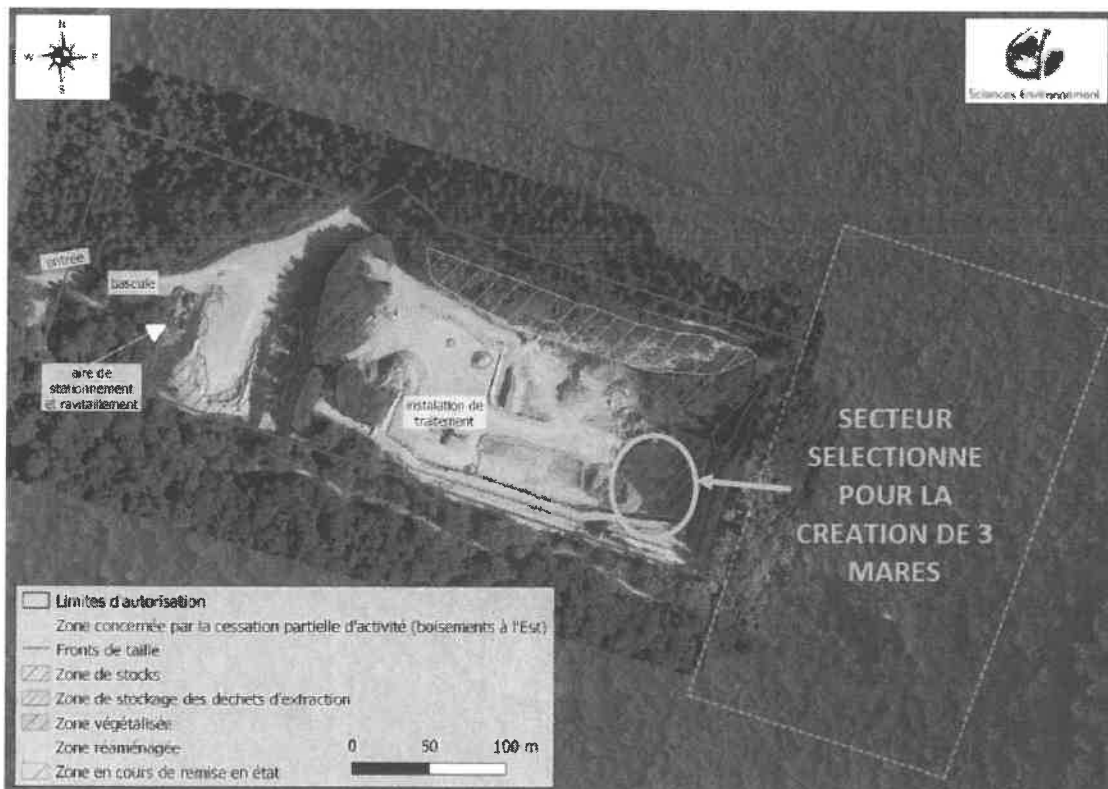 N
W E
S
Sciences Environnement
entrée
bascule
aire de
stationnement
et ravitaillement
instalation de
traitement
SECTEUR
SELECTIONNE
POUR LA
CREATION DE 3
MARES
Limites d'autorisation
Zone concernée par la cessation partielle d'activité (boisements à l'Est)
Fronts de taille
Zone de stocks
Zone de stockage des déchets d'extraction
Zone végétalisée
Zone réaménagée
Zone en cours de remise en état
0 50 100 m